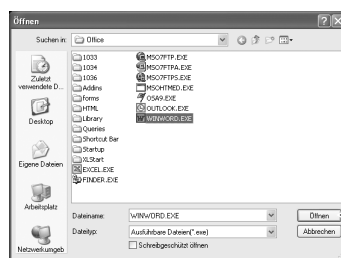 Öffnen
Suchen in: Office
Zuletzt verwendete D...
Desktop
Eigene Dateien
Arbeitsplatz
Netzwerkumgeb
1033
1034
1036
Addins
forms
HTML
Library
Queries
Shortcut Bar
Startup
XLStart
EXCEL.EXE
FINDER.EXE
MSO7FTP.EXE
MSO7FTPA.EXE
MSO7FTPS.EXE
MSOHTMED.EXE
OSA9.EXE
OUTLOOK.EXE
WINWORD.EXE
Dateiname: WINWORD.EXE Öffnen
Dateityp: Ausführbare Dateien(*.exe) Abbrechen
Schreibgeschützt öffnen